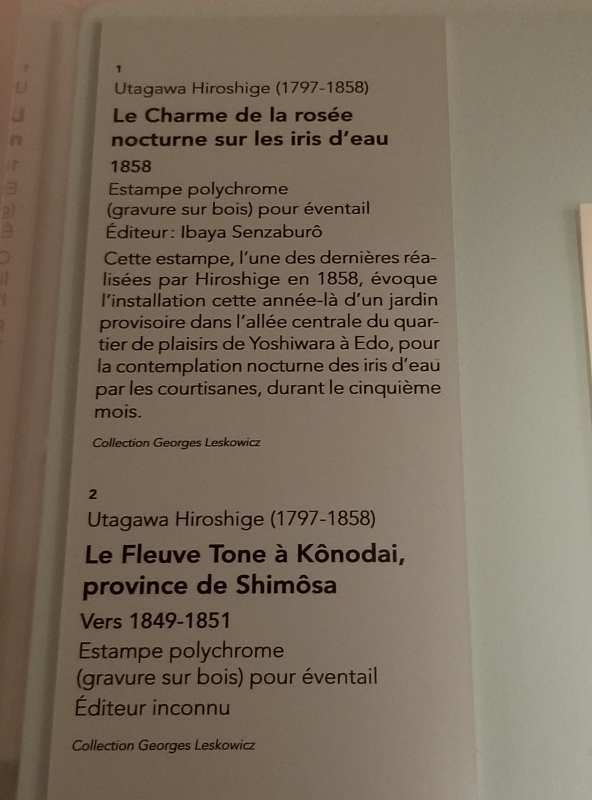 1
Utagawa Hiroshige (1797-1858)
Le Charme de la rosée
nocturne sur les iris d'eau
1858
Estampe polychrome
(gravure sur bois) pour éventail
Éditeur : Ibaya Senzaburô
Cette estampe, l'une des dernières réa-
lisées par Hiroshige en 1858, évoque
l'installation cette année-là d'un jardin
provisoire dans l'allée centrale du quar-
tier de plaisirs de Yoshiwara à Edo, pour
la contemplation nocturne des iris d'eau
par les courtisanes, durant le cinquième
mois.
Collection Georges Leskowicz
2
Utagawa Hiroshige (1797-1858)
Le Fleuve Tone à Kônodai,
province de Shimôsa
Vers 1849-1851
Estampe polychrome
(gravure sur bois) pour éventail
Éditeur inconnu
Collection Georges Leskowicz